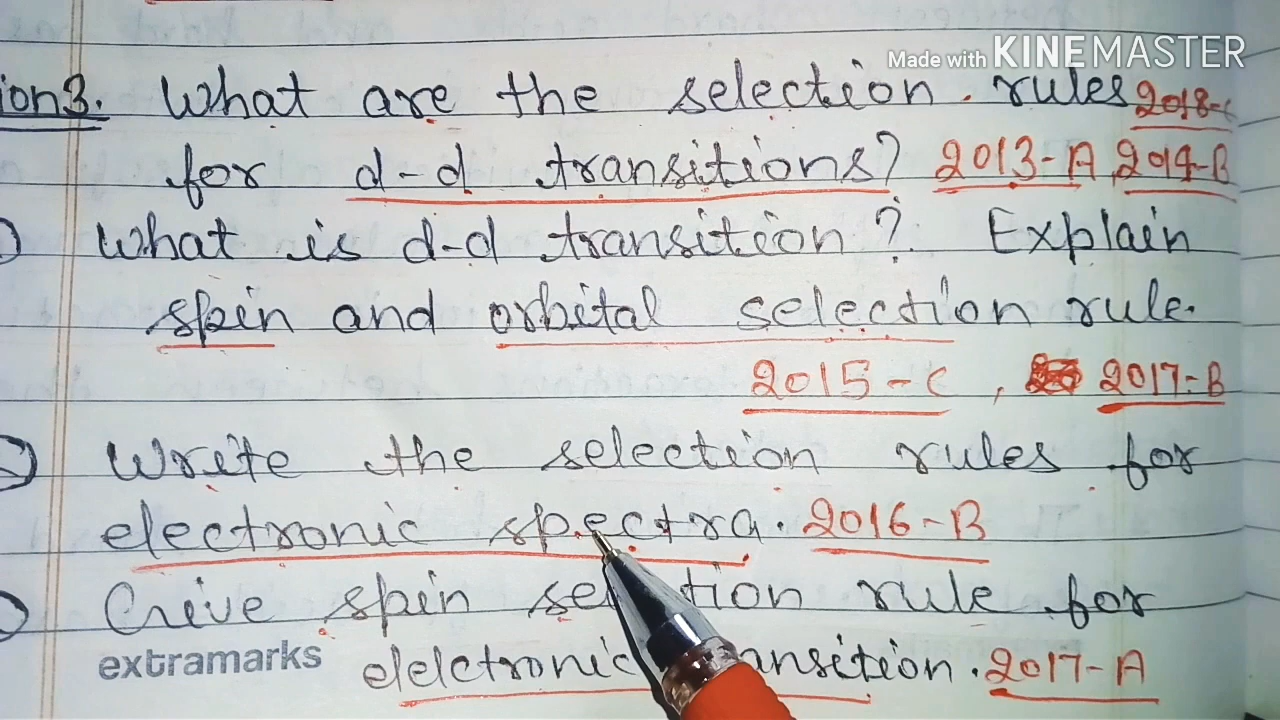 Made with KINEMASTER
ion3. What are the selection rules 2018-C
for d-d transitions? 2013-A, 2014-B
What is d-d transition? Explain
spin and orbital selection rule.
2015-C, 2017-B
Write the selection rules for
electronic spectra. 2016-B
Give spin selection rule for
extramarks
elelctronic transition. 2017-A